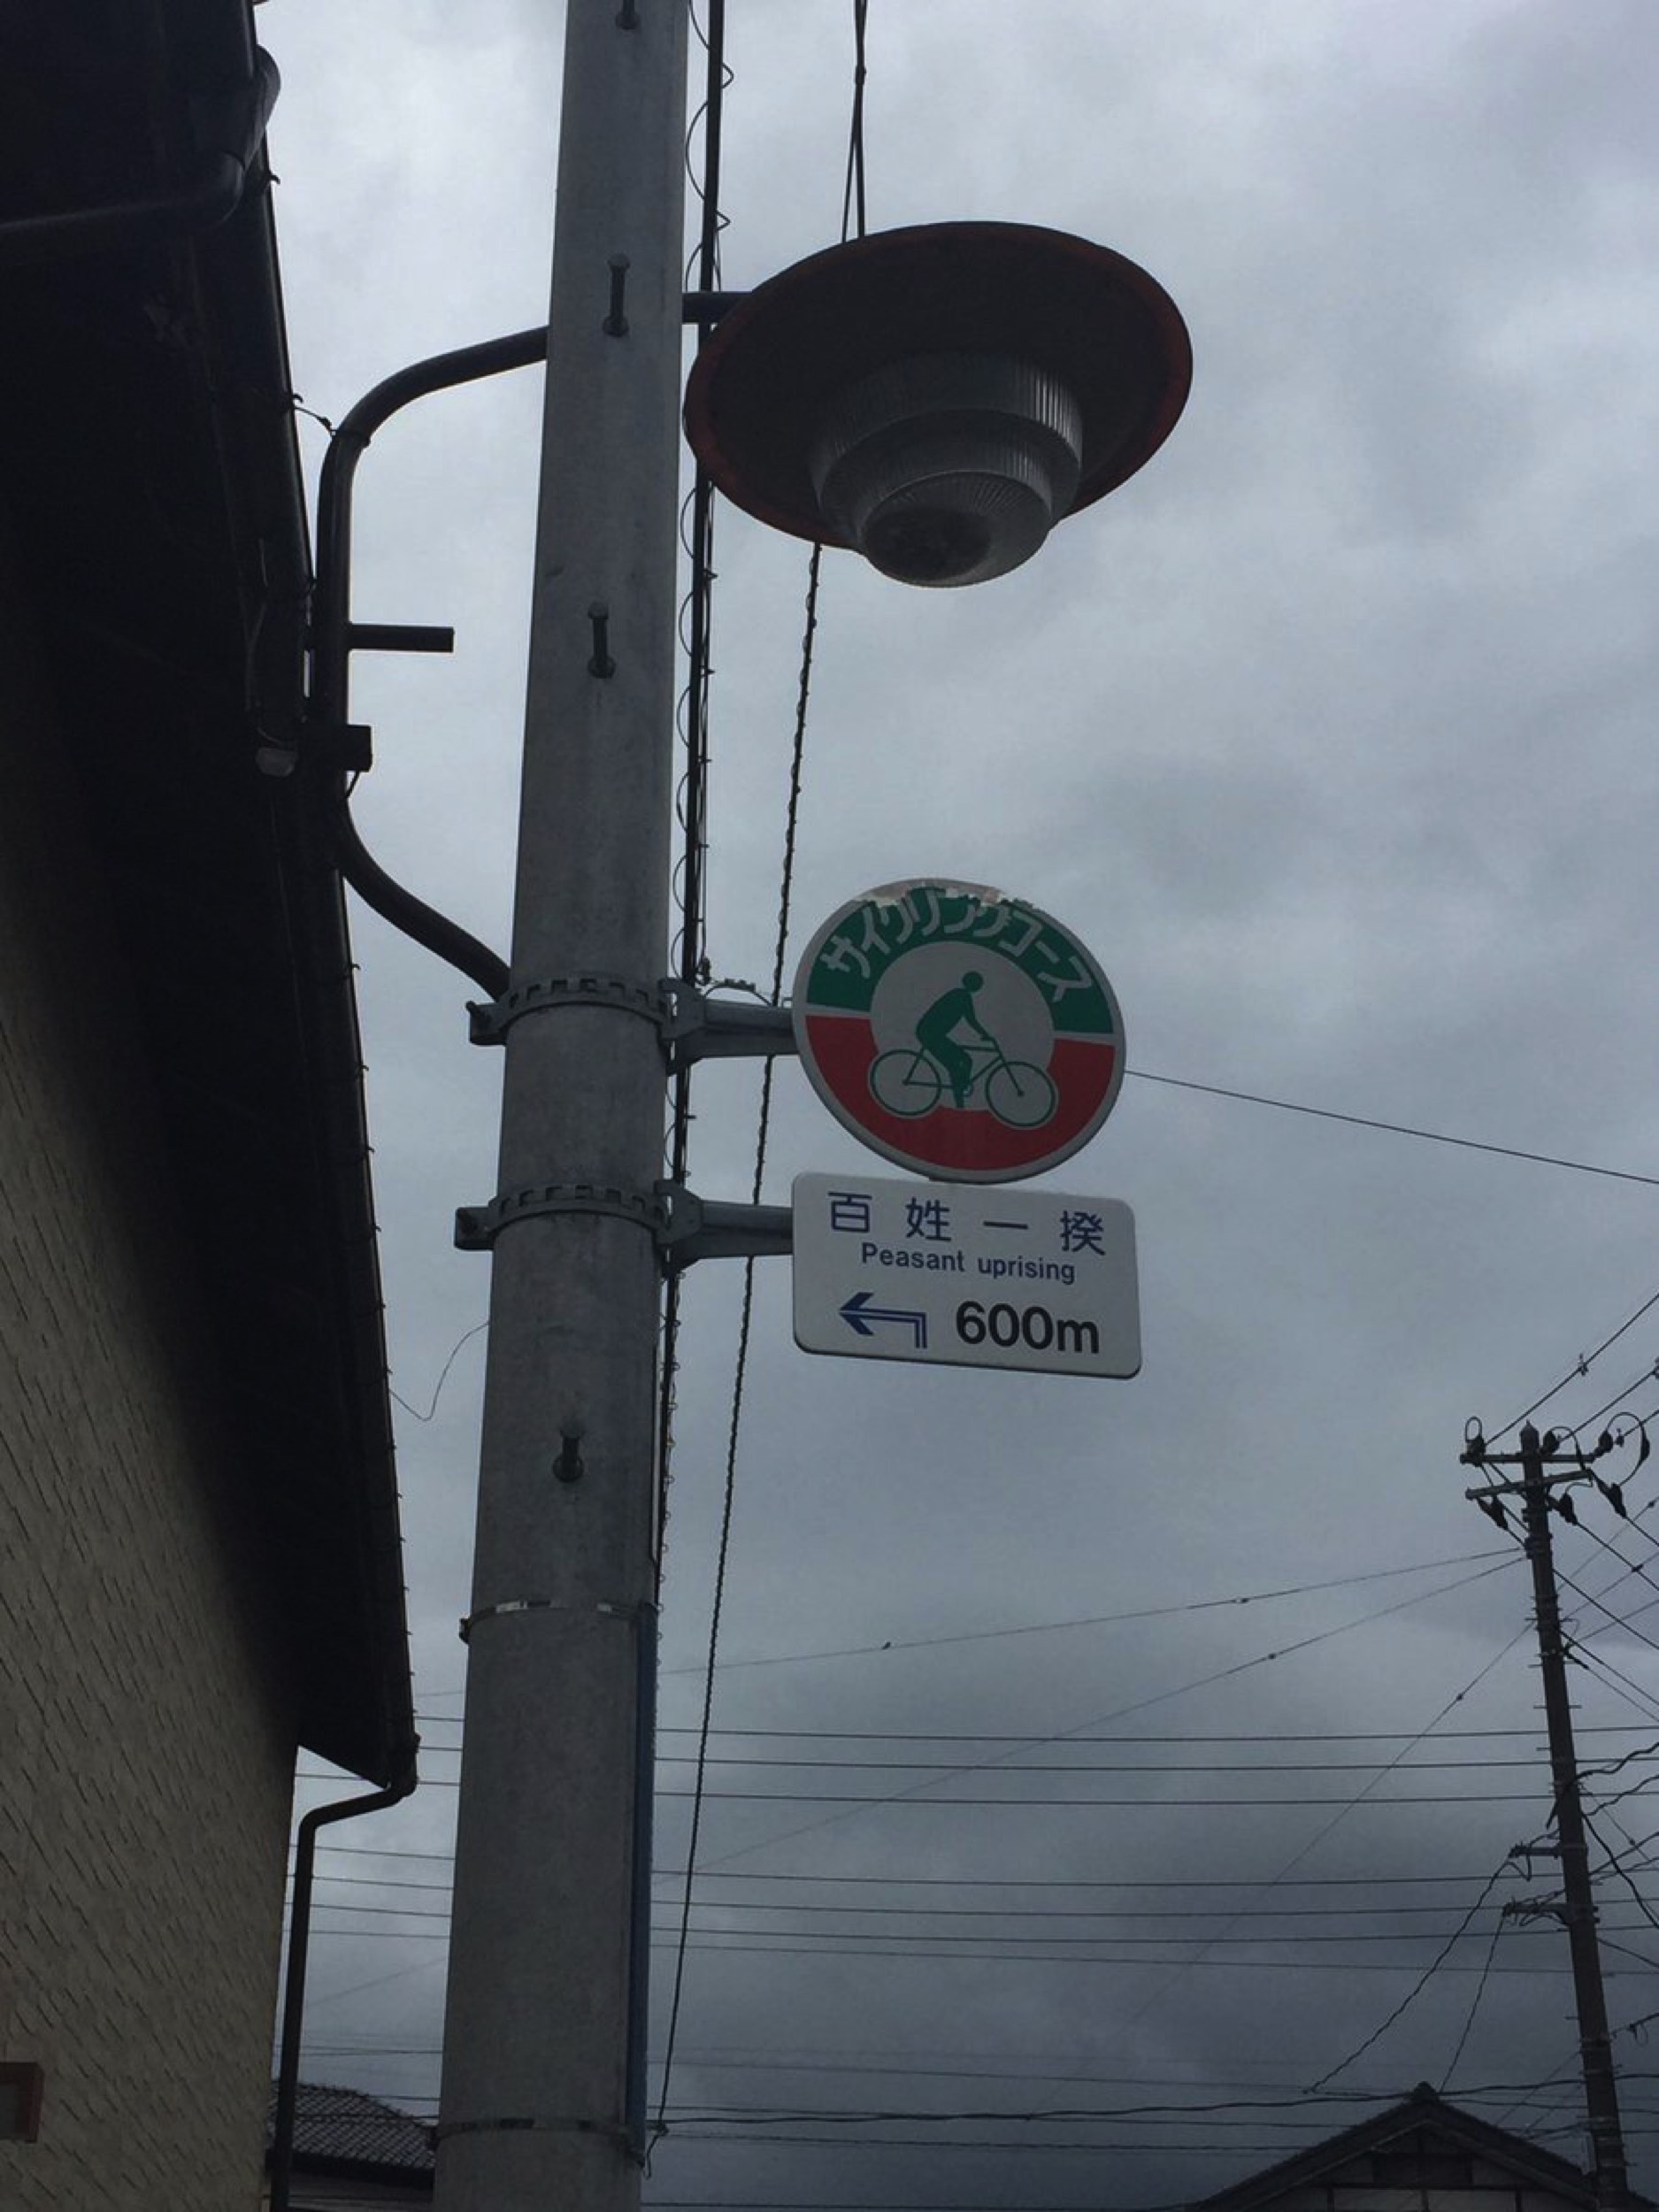 サイクリングコース
百姓一揆
Peasant uprising
600m